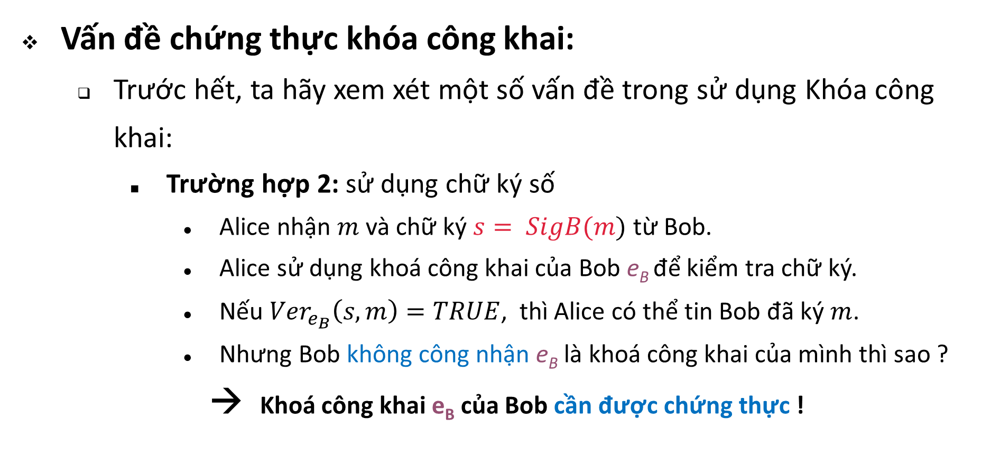 ❖ Vấn đề chứng thực khóa công khai:
❑ Trước hết, ta hãy xem xét một số vấn đề trong sử dụng Khóa công
khai:
▪ Trường hợp 2: sử dụng chữ ký số
• Alice nhận m và chữ ký s = SigB(m) từ Bob.
• Alice sử dụng khoá công khai của Bob e_B để kiểm tra chữ ký.
• Nếu Ver_{e_B}(s, m) = TRUE, thì Alice có thể tin Bob đã ký m.
• Nhưng Bob không công nhận e_B là khoá công khai của mình thì sao ?
→ Khoá công khai e_B của Bob cần được chứng thực !